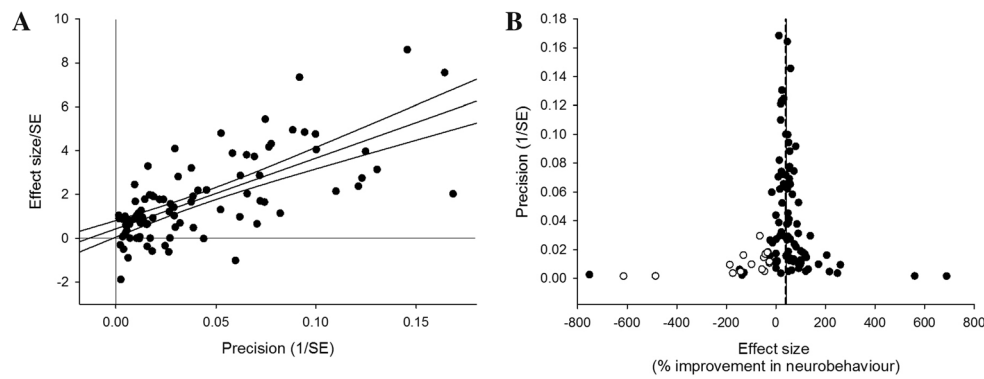 A
B
Effect size/SE
10
8
6
4
2
0
-2
0.00 0.05 0.10 0.15
Precision (1/SE)
Precision (1/SE)
0.18
0.16
0.14
0.12
0.10
0.08
0.06
0.04
0.02
0.00
-800 -600 -400 -200 0 200 400 600 800
Effect size
(% improvement in neurobehaviour)